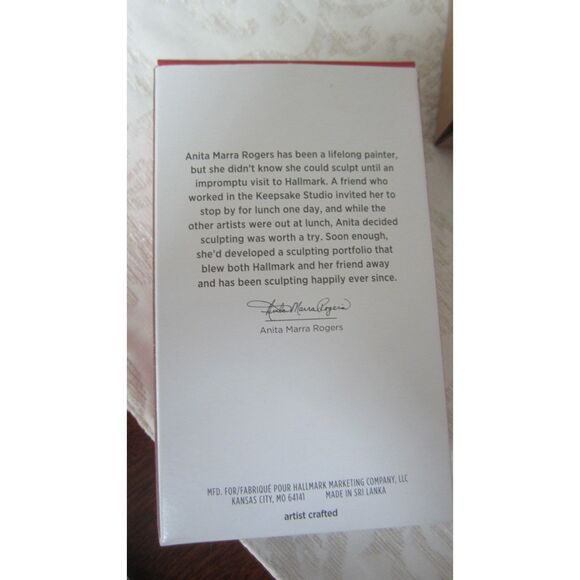 Anita Marra Rogers has been a lifelong painter,
but she didn't know she could sculpt until an
impromptu visit to Hallmark. A friend who
worked in the Keepsake Studio invited her to
stop by for lunch one day, and while the
other artists were out at lunch, Anita decided
sculpting was worth a try. Soon enough,
she'd developed a sculpting portfolio that
blew both Hallmark and her friend away
and has been sculpting happily ever since.
Anita Marra Rogers
Anita Marra Rogers
MFD. FOR/FABRIQUÉ POUR HALLMARK MARKETING COMPANY, LLC
KANSAS CITY, MO 64141 MADE IN SRI LANKA
artist crafted